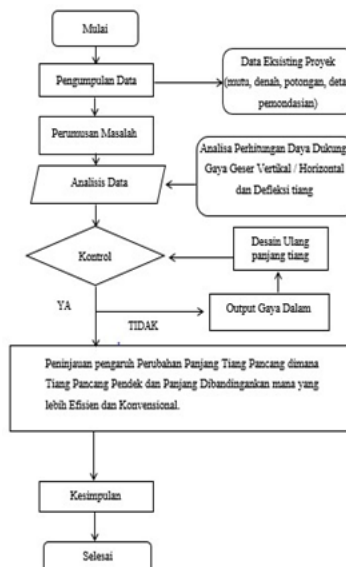 Mulai
Pengumpulan Data
Data Eksisting Proyek
(mutu, denah, potongan, deta
pemondasian)
Perumusan Masalah
Analisis Data
Analisa Perhitungan Daya Dukung
Gaya Geser Vertikal / Horizontal
dan Defleksi tiang
Kontrol
Desain Ulang
panjang tiang
YA
TIDAK
Output Gaya Dalam
Peninjauan pengaruh Perubahan Panjang Tiang Pancang dimana
Tiang Pancang Pendek dan Panjang Dibandingankan mana yang
lebih Efisien dan Konvensional.
Kesimpulan
Selesai